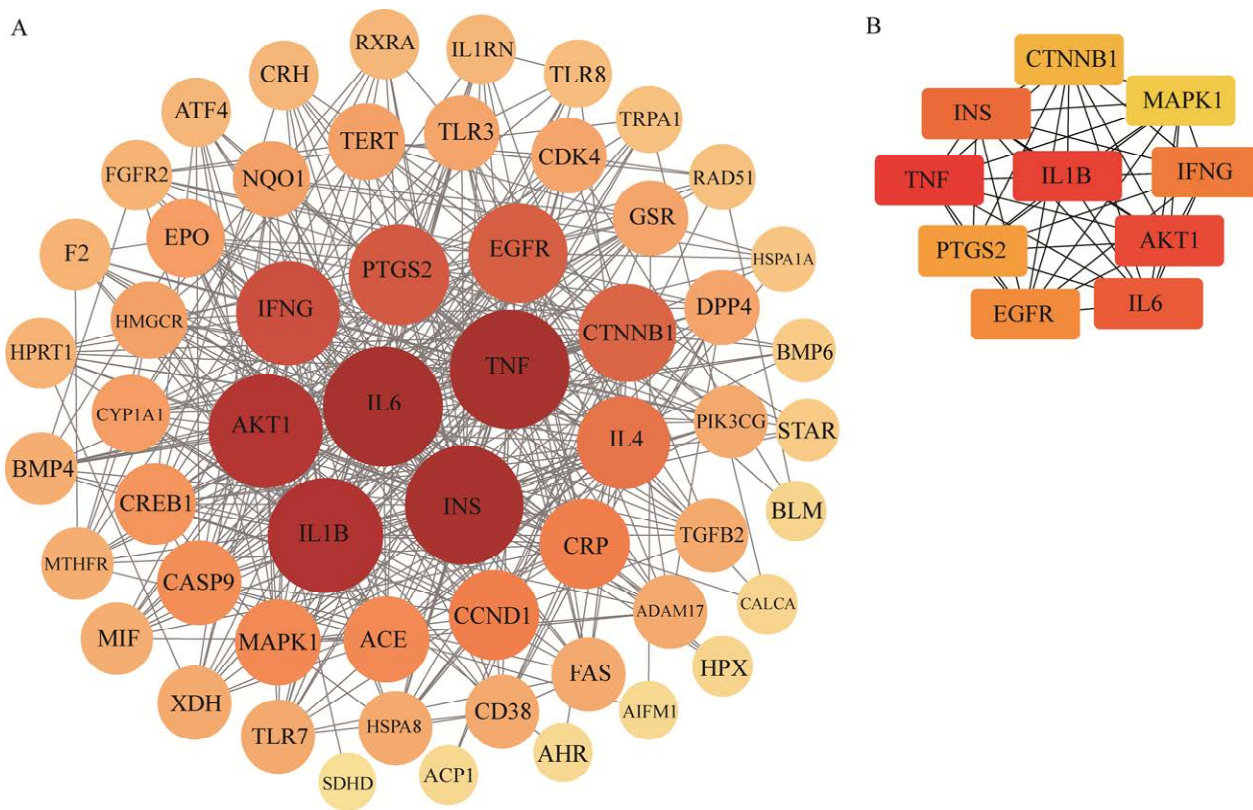 A
RXRA
IL1RN
CRH
TLR8
ATF4
TERT
TLR3
TRPA1
CDK4
FGFR2
NQO1
RAD51
GSR
EPO
EGFR
F2
PTGS2
HSPA1A
IFNG
DPP4
HMGCR
CTNNB1
HPRT1
BMP6
TNF
IL6
CYP1A1
PIK3CG
AKT1
IL4
STAR
BMP4
CREB1
INS
BLM
IL1B
TGFB2
CRP
MTHFR
CASP9
CALCA
CCND1
ADAM17
MIF
MAPK1
ACE
HPX
FAS
XDH
CD38
AIFM1
TLR7
HSPA8
AHR
SDHD
ACP1
B
CTNNB1
MAPK1
INS
TNF
IL1B
IFNG
PTGS2
AKT1
EGFR
IL6